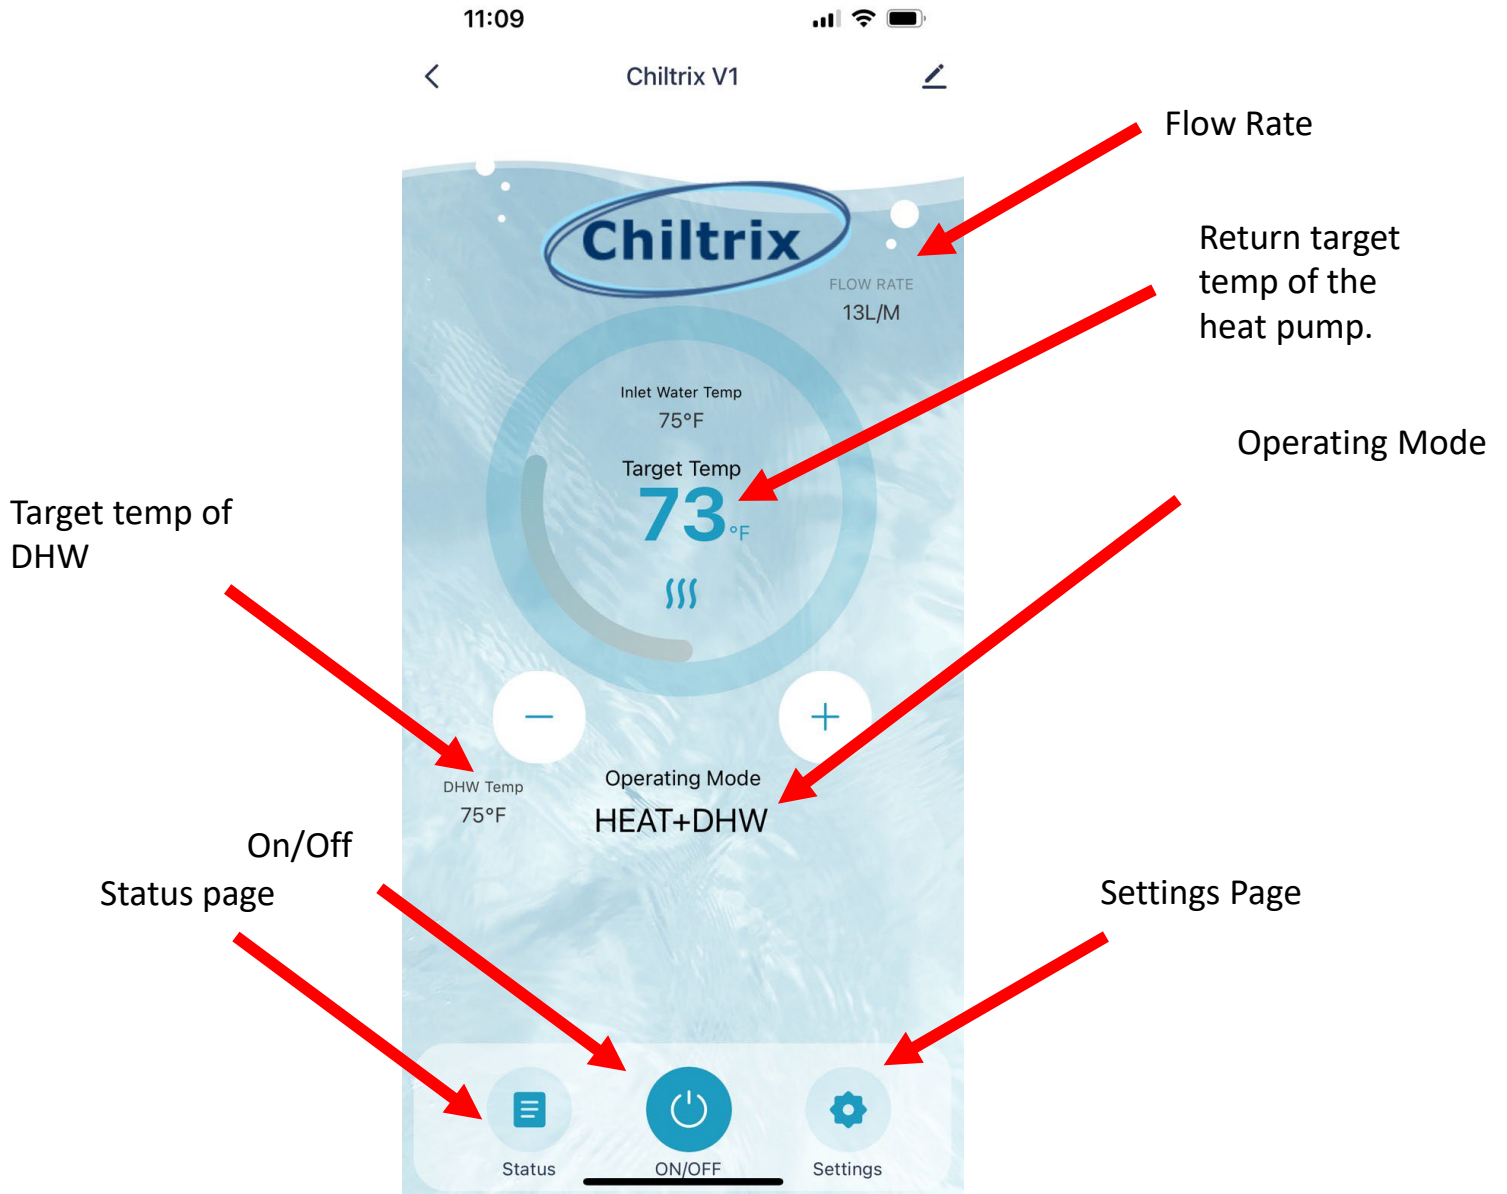 11:09
Chiltrix V1
Flow Rate
Chiltrix
Return target
temp of the
heat pump.
FLOW RATE
13L/M
Inlet Water Temp
75°F
Operating Mode
Target Temp
73°F
Target temp of
DHW
Operating Mode
HEAT+DHW
DHW Temp
75°F
On/Off
Status page
Settings Page
Status
ON/OFF
Settings